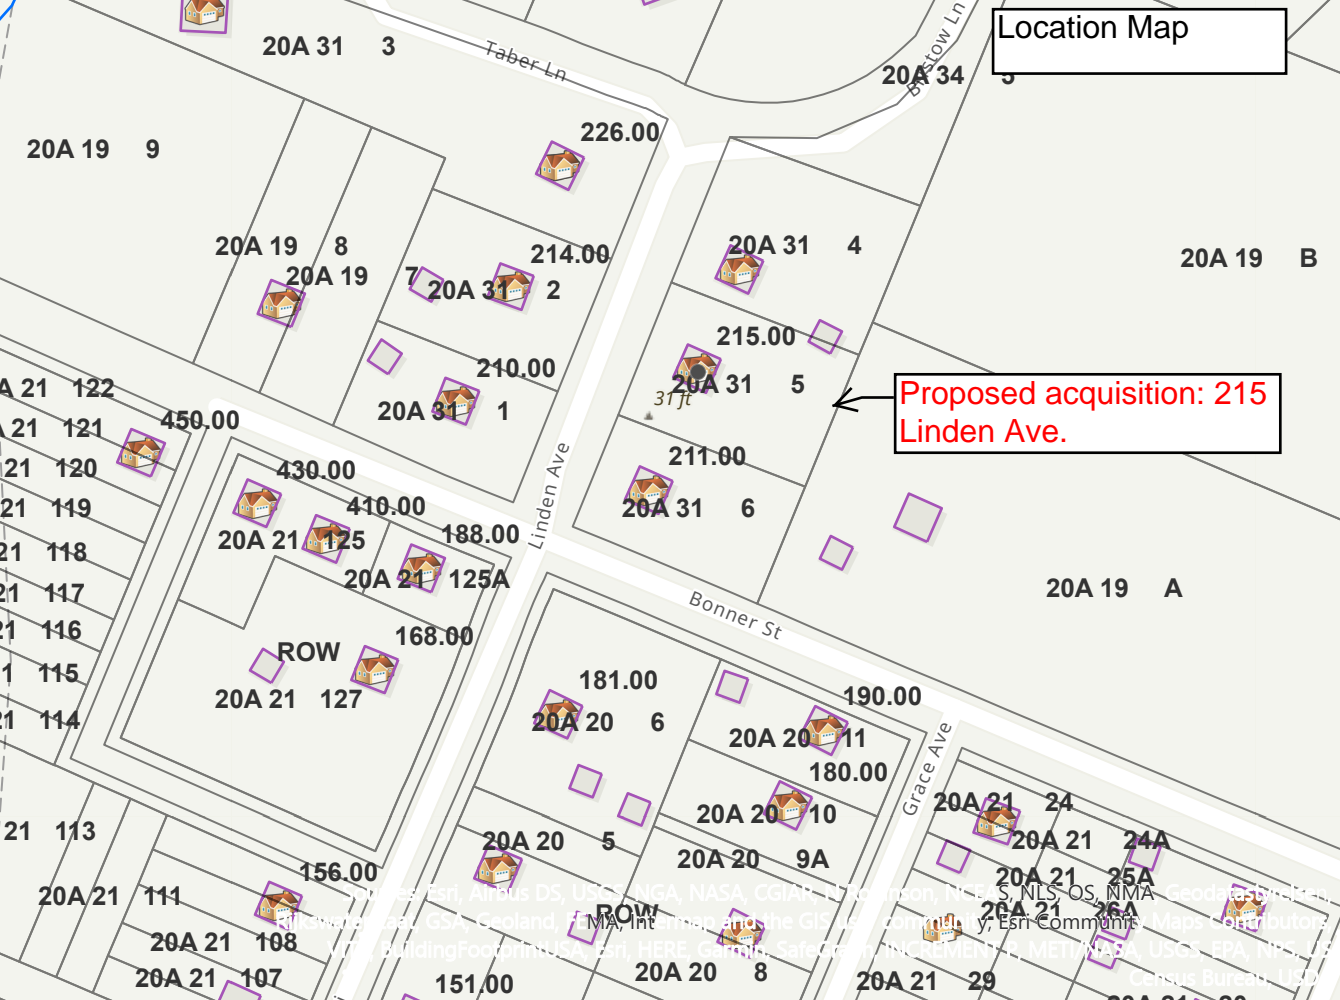 Location Map
20A 31 3
Taber Ln
20A 34 5
226.00
20A 19 9
20A 31 4
20A 19 8
214.00
20A 19 B
20A 19 7
20A 31 2
215.00
210.00
20A 31 5
31 ft
Proposed acquisition: 215
Linden Ave.
A 21 122
20A 31 1
450.00
21 121
211.00
21 120
430.00
Linden Ave
21 119
410.00
20A 31 6
188.00
20A 21 125
21 118
20A 21 125A
20A 19 A
21 117
Bonner St
21 116
168.00
ROW
1 115
181.00
20A 21 127
190.00
21 114
20A 20 6
20A 20 11
Grace Ave
180.00
20A 21 24
20A 20 10
21 113
20A 20 5
20A 21 24A
20A 20 9A
156.00
20A 21 25A
20A 21 111
ROW
20A 21 26A
20A 21 108
20A 20 8
20A 21 107
151.00
20A 21 29
Census Bureau, USD